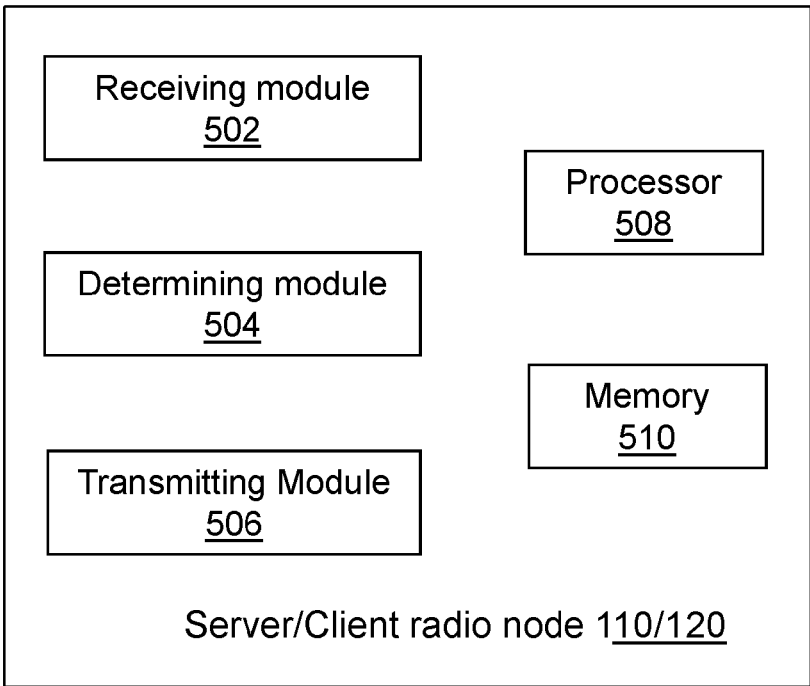 Receiving module
502
Processor
508
Determining module
504
Memory
510
Transmitting Module
506
Server/Client radio node 110/120